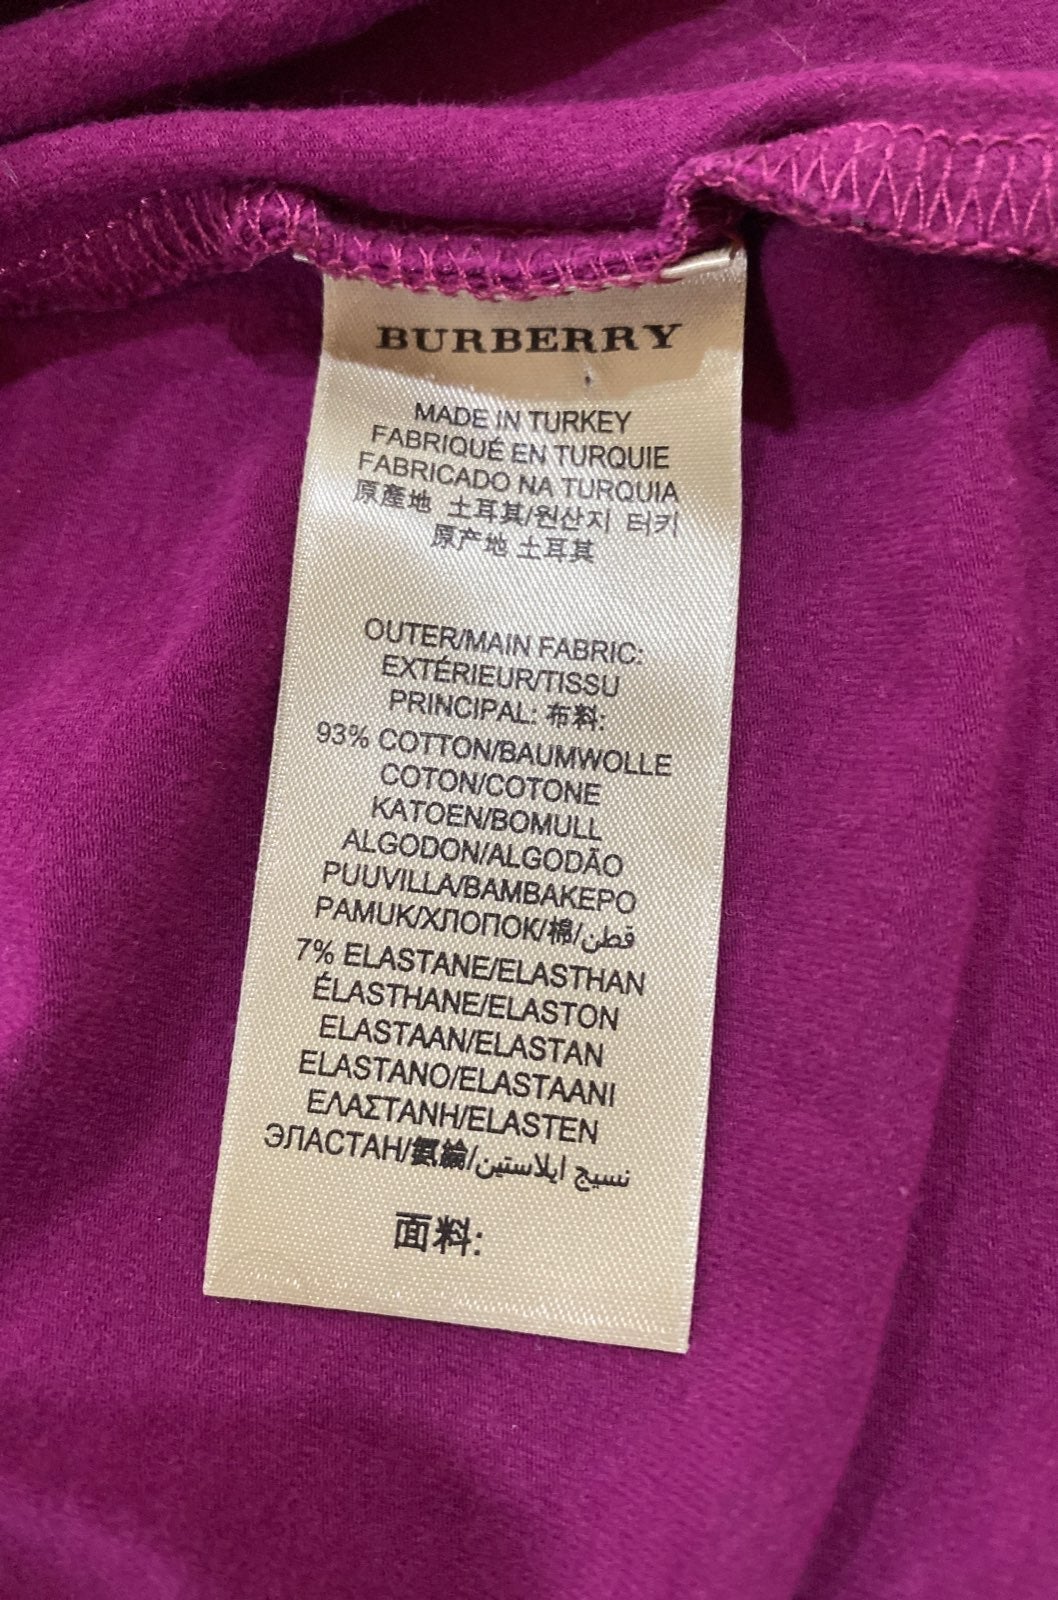 BURBERRY
MADE IN TURKEY
FABRIQUÉ EN TURQUIE
FABRICADO NA TURQUIA
原產地 土耳其/원산지 터키
原产地 土耳其
OUTER/MAIN FABRIC:
EXTÉRIEUR/TISSU
PRINCIPAL: 布料:
93% COTTON/BAUMWOLLE
COTON/COTONE
KATOEN/BOMULL
ALGODON/ALGODÃO
PUUVILLA/BAMBAKEPO
PAMUK/ХЛОПОК/棉/قطن
7% ELASTANE/ELASTHAN
ÉLASTHANE/ELASTON
ELASTAAN/ELASTAN
ELASTANO/ELASTAANI
ΕΛΑΣΤΑΝΗ/ELASTEN
ЭЛАСТАН/氨綸/نسيج ايلاستين
面料: